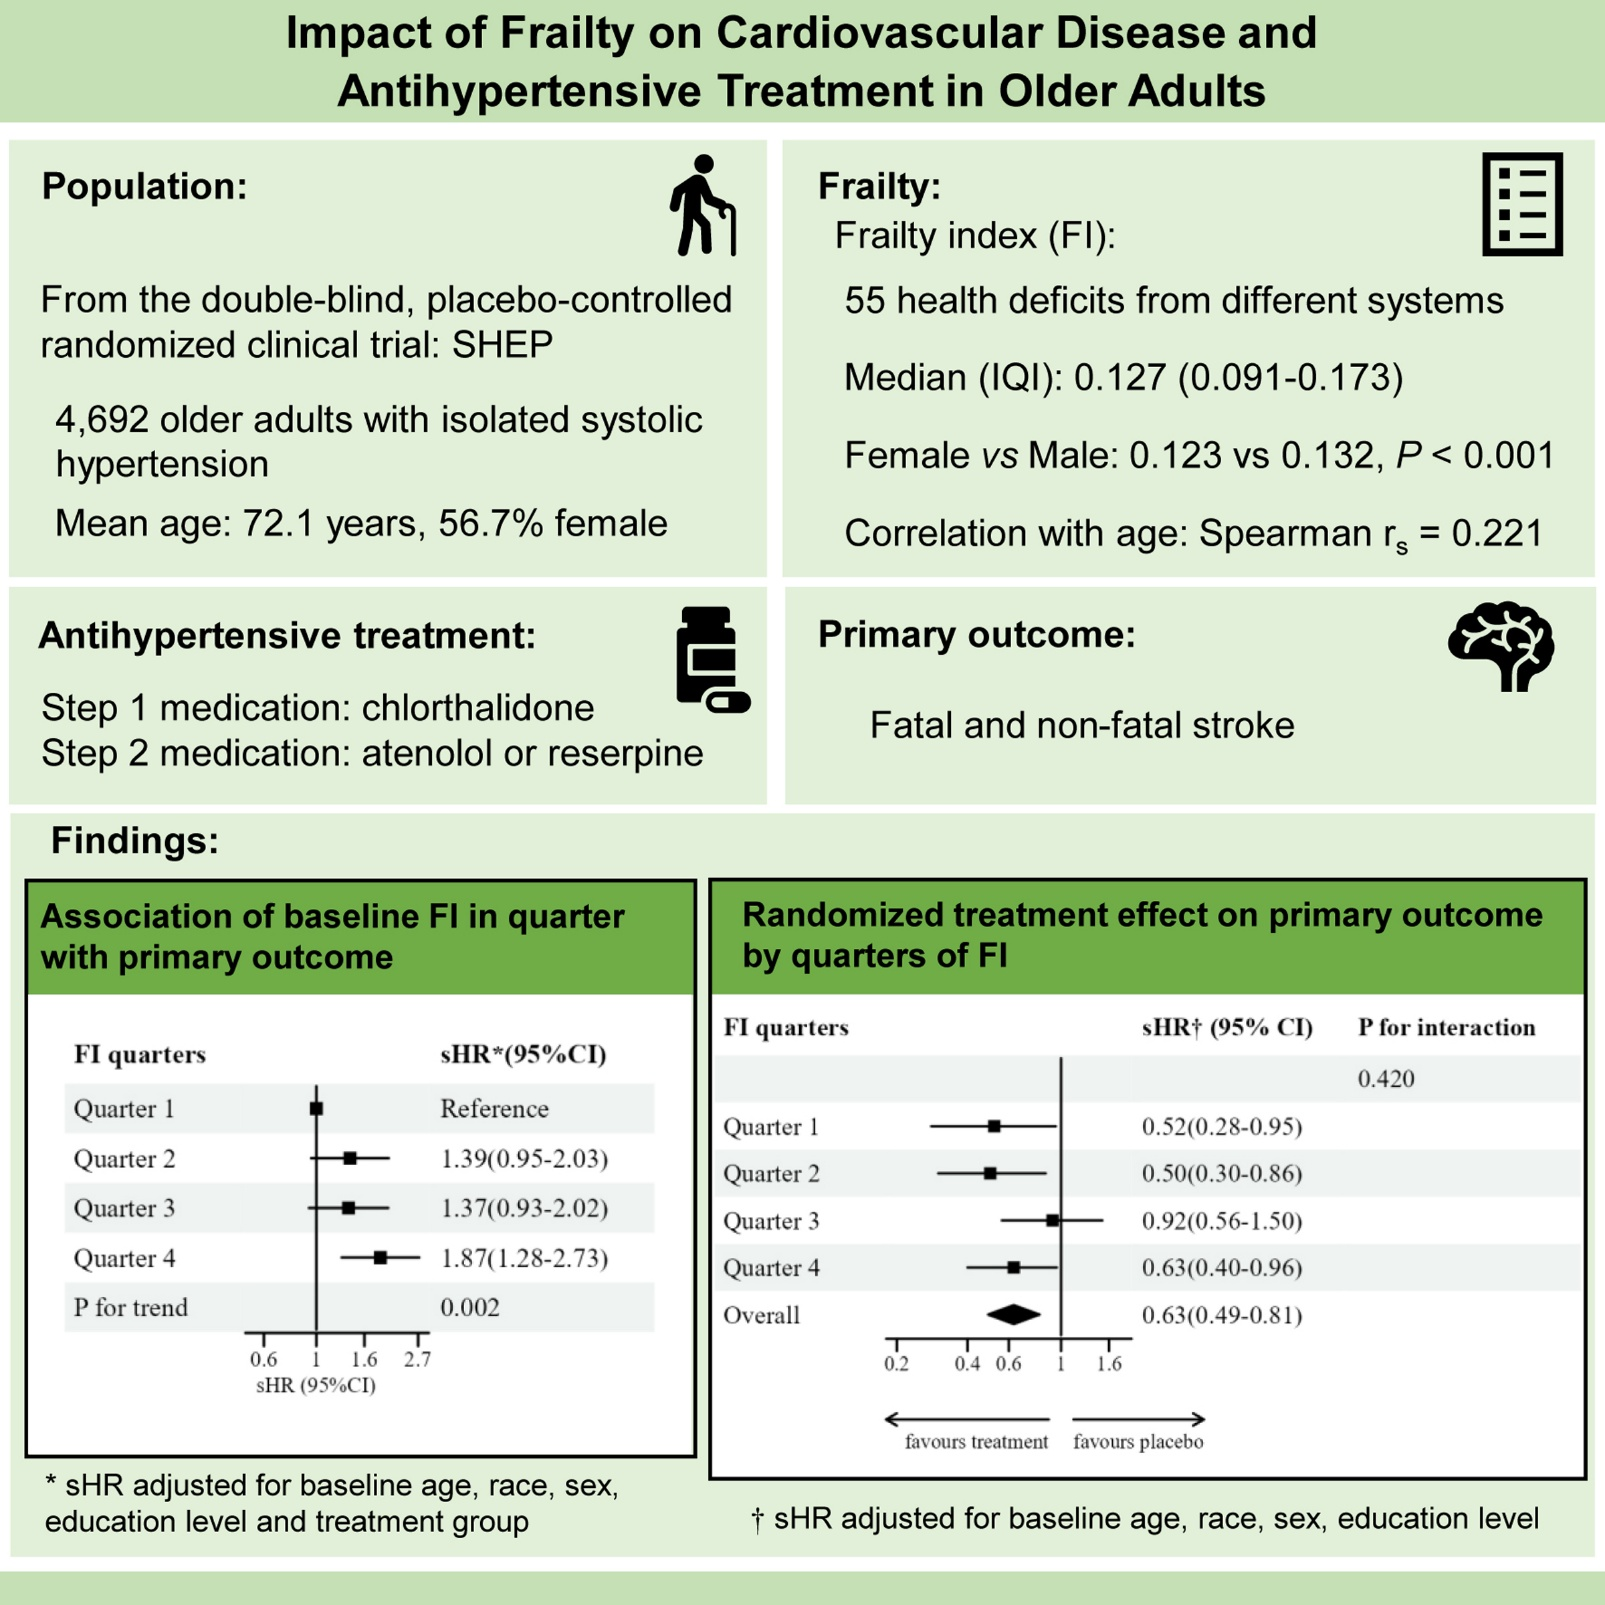 Impact of Frailty on Cardiovascular Disease and
Antihypertensive Treatment in Older Adults
Population:
From the double-blind, placebo-controlled
randomized clinical trial: SHEP
4,692 older adults with isolated systolic
hypertension
Mean age: 72.1 years, 56.7% female
Frailty:
Frailty index (FI):
55 health deficits from different systems
Median (IQI): 0.127 (0.091-0.173)
Female vs Male: 0.123 vs 0.132, P < 0.001
Correlation with age: Spearman rs = 0.221
Antihypertensive treatment:
Step 1 medication: chlorthalidone
Step 2 medication: atenolol or reserpine
Primary outcome:
Fatal and non-fatal stroke
Findings:
Association of baseline FI in quarter
with primary outcome
FI quarters sHR*(95%CI)
Quarter 1 Reference
Quarter 2 1.39(0.95-2.03)
Quarter 3 1.37(0.93-2.02)
Quarter 4 1.87(1.28-2.73)
P for trend 0.002
0.6 1 1.6 2.7
sHR (95%CI)
* sHR adjusted for baseline age, race, sex,
education level and treatment group
Randomized treatment effect on primary outcome
by quarters of FI
FI quarters sHR† (95% CI) P for interaction
0.420
Quarter 1 0.52(0.28-0.95)
Quarter 2 0.50(0.30-0.86)
Quarter 3 0.92(0.56-1.50)
Quarter 4 0.63(0.40-0.96)
Overall 0.63(0.49-0.81)
0.2 0.4 0.6 1 1.6
favours treatment favours placebo
† sHR adjusted for baseline age, race, sex, education level